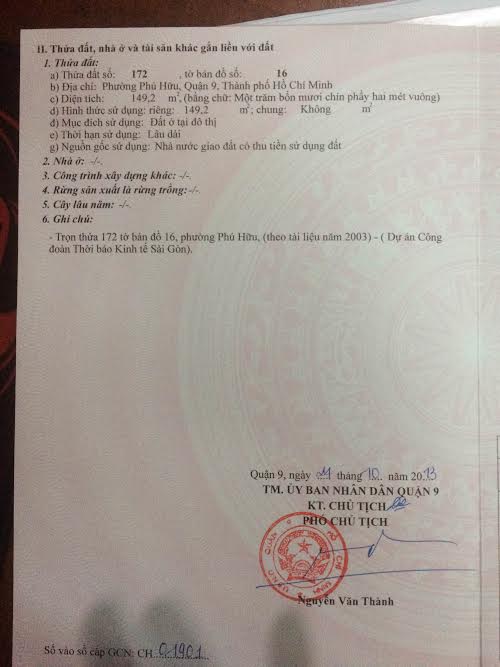 II. Thửa đất, nhà ở và tài sản khác gắn liền với đất
1. Thửa đất:
a) Thửa đất số: 172 , tờ bản đồ số: 16
b) Địa chỉ: Phường Phú Hữu, Quận 9, Thành phố Hồ Chí Minh
c) Diện tích: 149,2 m², (bằng chữ: Một trăm bốn mươi chín phẩy hai mét vuông)
d) Hình thức sử dụng: riêng: 149,2 m²; chung: Không m²
đ) Mục đích sử dụng: Đất ở tại đô thị
e) Thời hạn sử dụng: Lâu dài
g) Nguồn gốc sử dụng: Nhà nước giao đất có thu tiền sử dụng đất
2. Nhà ở: -/-.
3. Công trình xây dựng khác: -/-.
4. Rừng sản xuất là rừng trồng:-/-.
5. Cây lâu năm: -/-.
6. Ghi chú:
- Trọn thửa 172 tờ bản đồ 16, phường Phú Hữu, (theo tài liệu năm 2003) - ( Dự án Công
đoàn Thời báo Kinh tế Sài Gòn).
Quận 9, ngày tháng 10 năm 2013
TM. ỦY BAN NHÂN DÂN QUẬN 9
KT. CHỦ TỊCH
PHÓ CHỦ TỊCH
Nguyễn Văn Thành
Số vào sổ cấp GCN: CH 01901